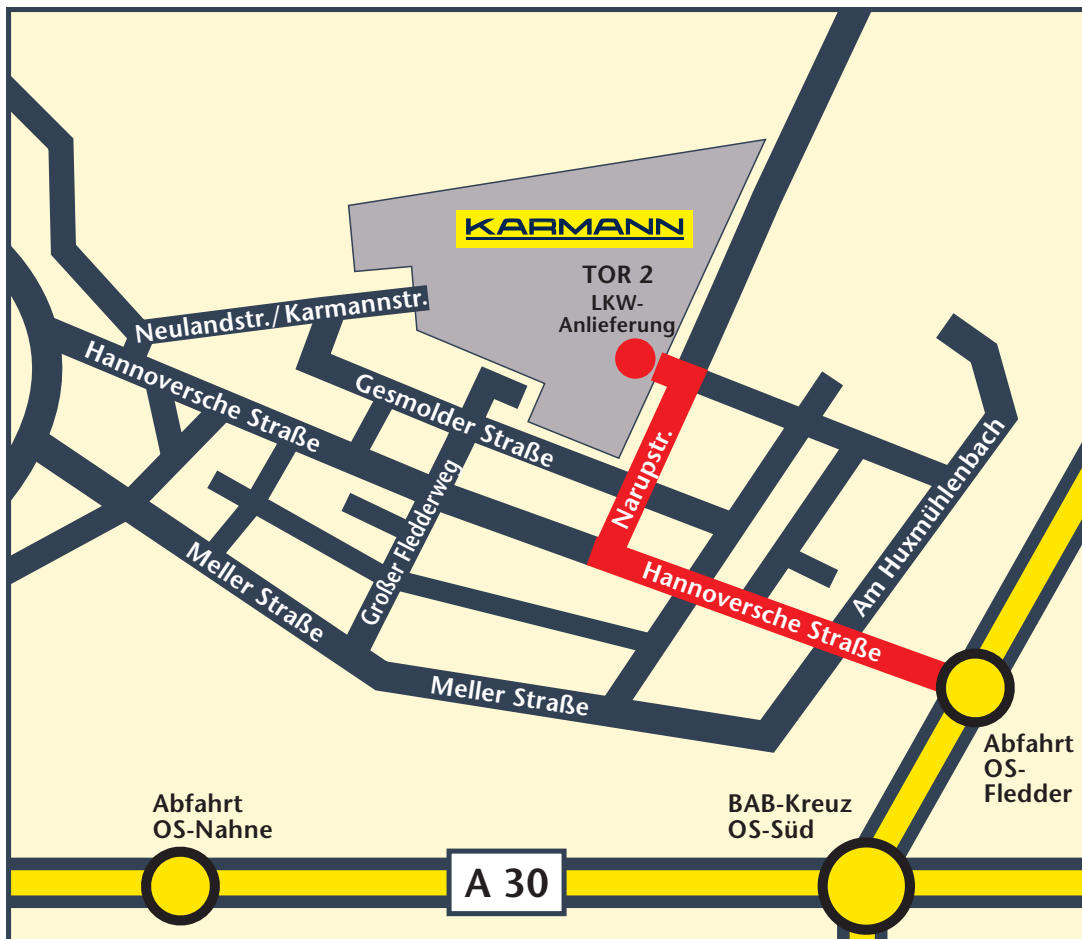 KARMANN
TOR 2
LKW-
Anlieferung
Neulandstr./Karmannstr.
Hannoversche Straße
Gesmolder Straße
Narupstr.
Großer Fledderweg
Am Huxmühlenbach
Meller Straße
Hannoversche Straße
Meller Straße
Abfahrt
OS-
Fledder
Abfahrt
OS-Nahne
BAB-Kreuz
OS-Süd
A 30